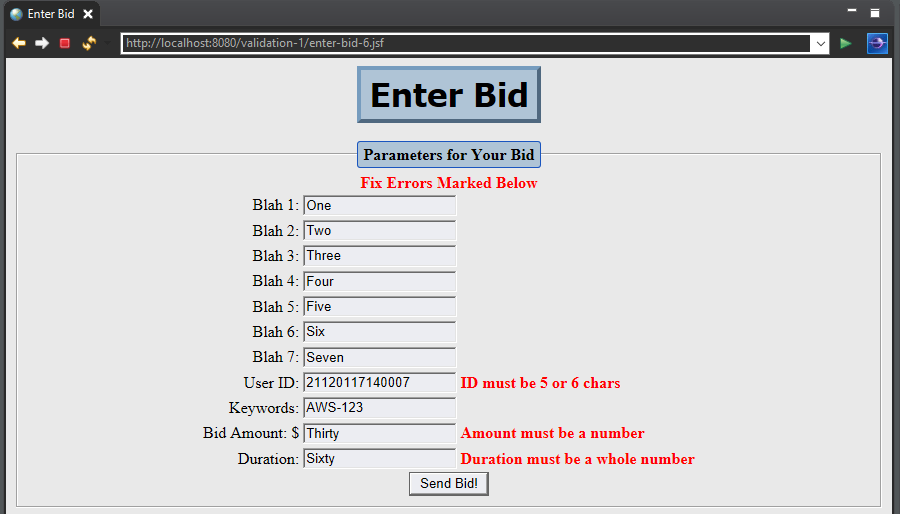 Enter Bid
http://localhost:8080/validation-1/enter-bid-6.jsf
Enter Bid
Parameters for Your Bid
Fix Errors Marked Below
Blah 1: One
Blah 2: Two
Blah 3: Three
Blah 4: Four
Blah 5: Five
Blah 6: Six
Blah 7: Seven
User ID: 21120117140007 ID must be 5 or 6 chars
Keywords: AWS-123
Bid Amount: $ Thirty Amount must be a number
Duration: Sixty Duration must be a whole number
Send Bid!